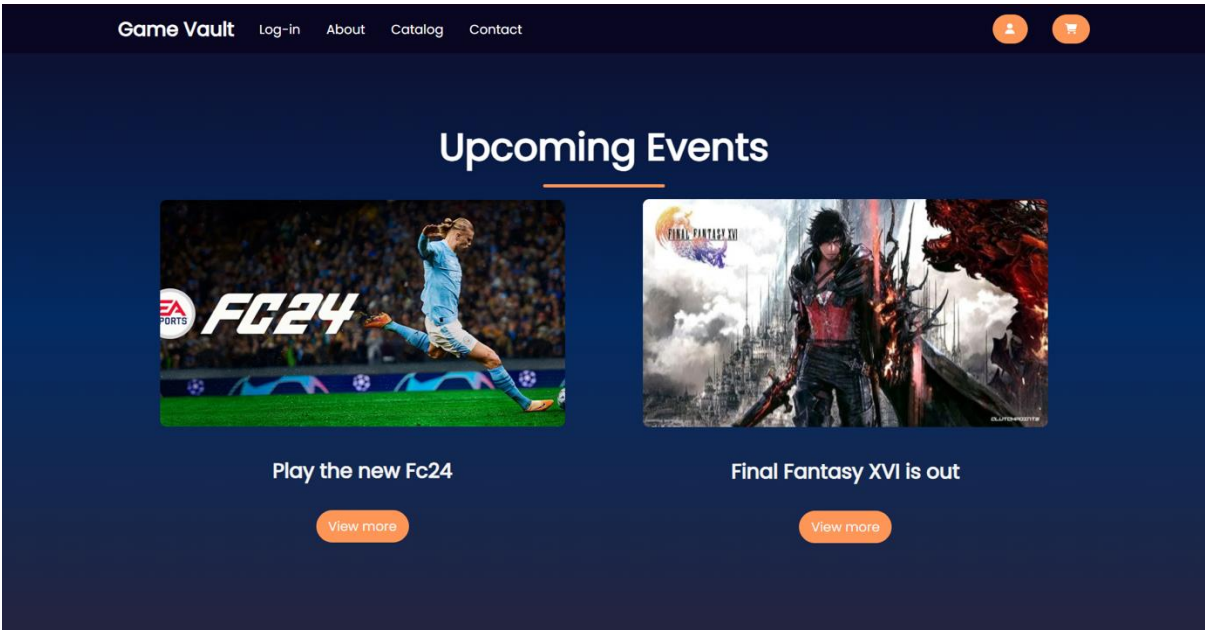 Game Vault Log-in About Catalog Contact
Upcoming Events
EA
SPORTS
FC24
FINAL FANTASY XVI
CLUTCHPOINTS
Play the new Fc24
Final Fantasy XVI is out
View more
View more